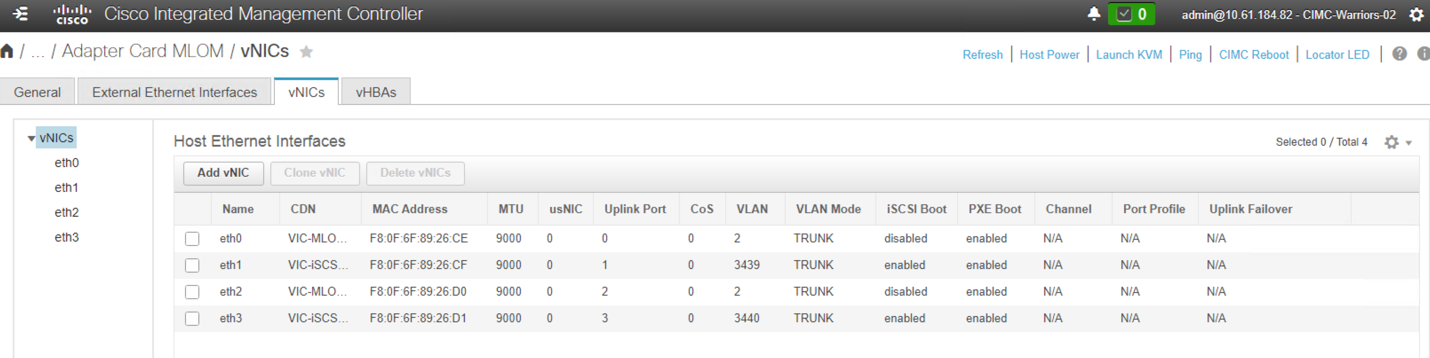 cisco Cisco Integrated Management Controller 0 admin@10.61.184.82 - CIMC-Warriors-02
/ ... / Adapter Card MLOM / vNICs
Refresh | Host Power | Launch KVM | Ping | CIMC Reboot | Locator LED | ? i
General External Ethernet Interfaces vNICs vHBAs
vNICs
eth0
eth1
eth2
eth3
Host Ethernet Interfaces Selected 0 / Total 4
Add vNIC Clone vNIC Delete vNICs
Name CDN MAC Address MTU usNIC Uplink Port CoS VLAN VLAN Mode iSCSI Boot PXE Boot Channel Port Profile Uplink Failover
eth0 VIC-MLO... F8:0F:6F:89:26:CE 9000 0 0 0 2 TRUNK disabled enabled N/A N/A N/A
eth1 VIC-iSCS... F8:0F:6F:89:26:CF 9000 0 1 0 3439 TRUNK enabled enabled N/A N/A N/A
eth2 VIC-MLO... F8:0F:6F:89:26:D0 9000 0 2 0 2 TRUNK disabled enabled N/A N/A N/A
eth3 VIC-iSCS... F8:0F:6F:89:26:D1 9000 0 3 0 3440 TRUNK enabled enabled N/A N/A N/A